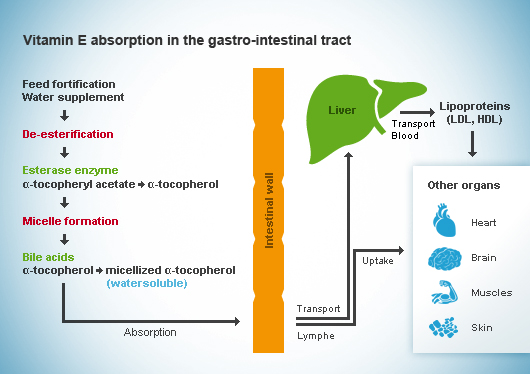 Vitamin E absorption in the gastro-intestinal tract
Feed fortification
Water supplement
De-esterification
Esterase enzyme
α-tocopheryl acetate → α-tocopherol
Micelle formation
Bile acids
α-tocopherol → micellized α-tocopherol
(watersoluble)
Absorption
Intestinal wall
Transport
Lymphe
Liver
Transport
Blood
Lipoproteins
(LDL, HDL)
Uptake
Other organs
Heart
Brain
Muscles
Skin